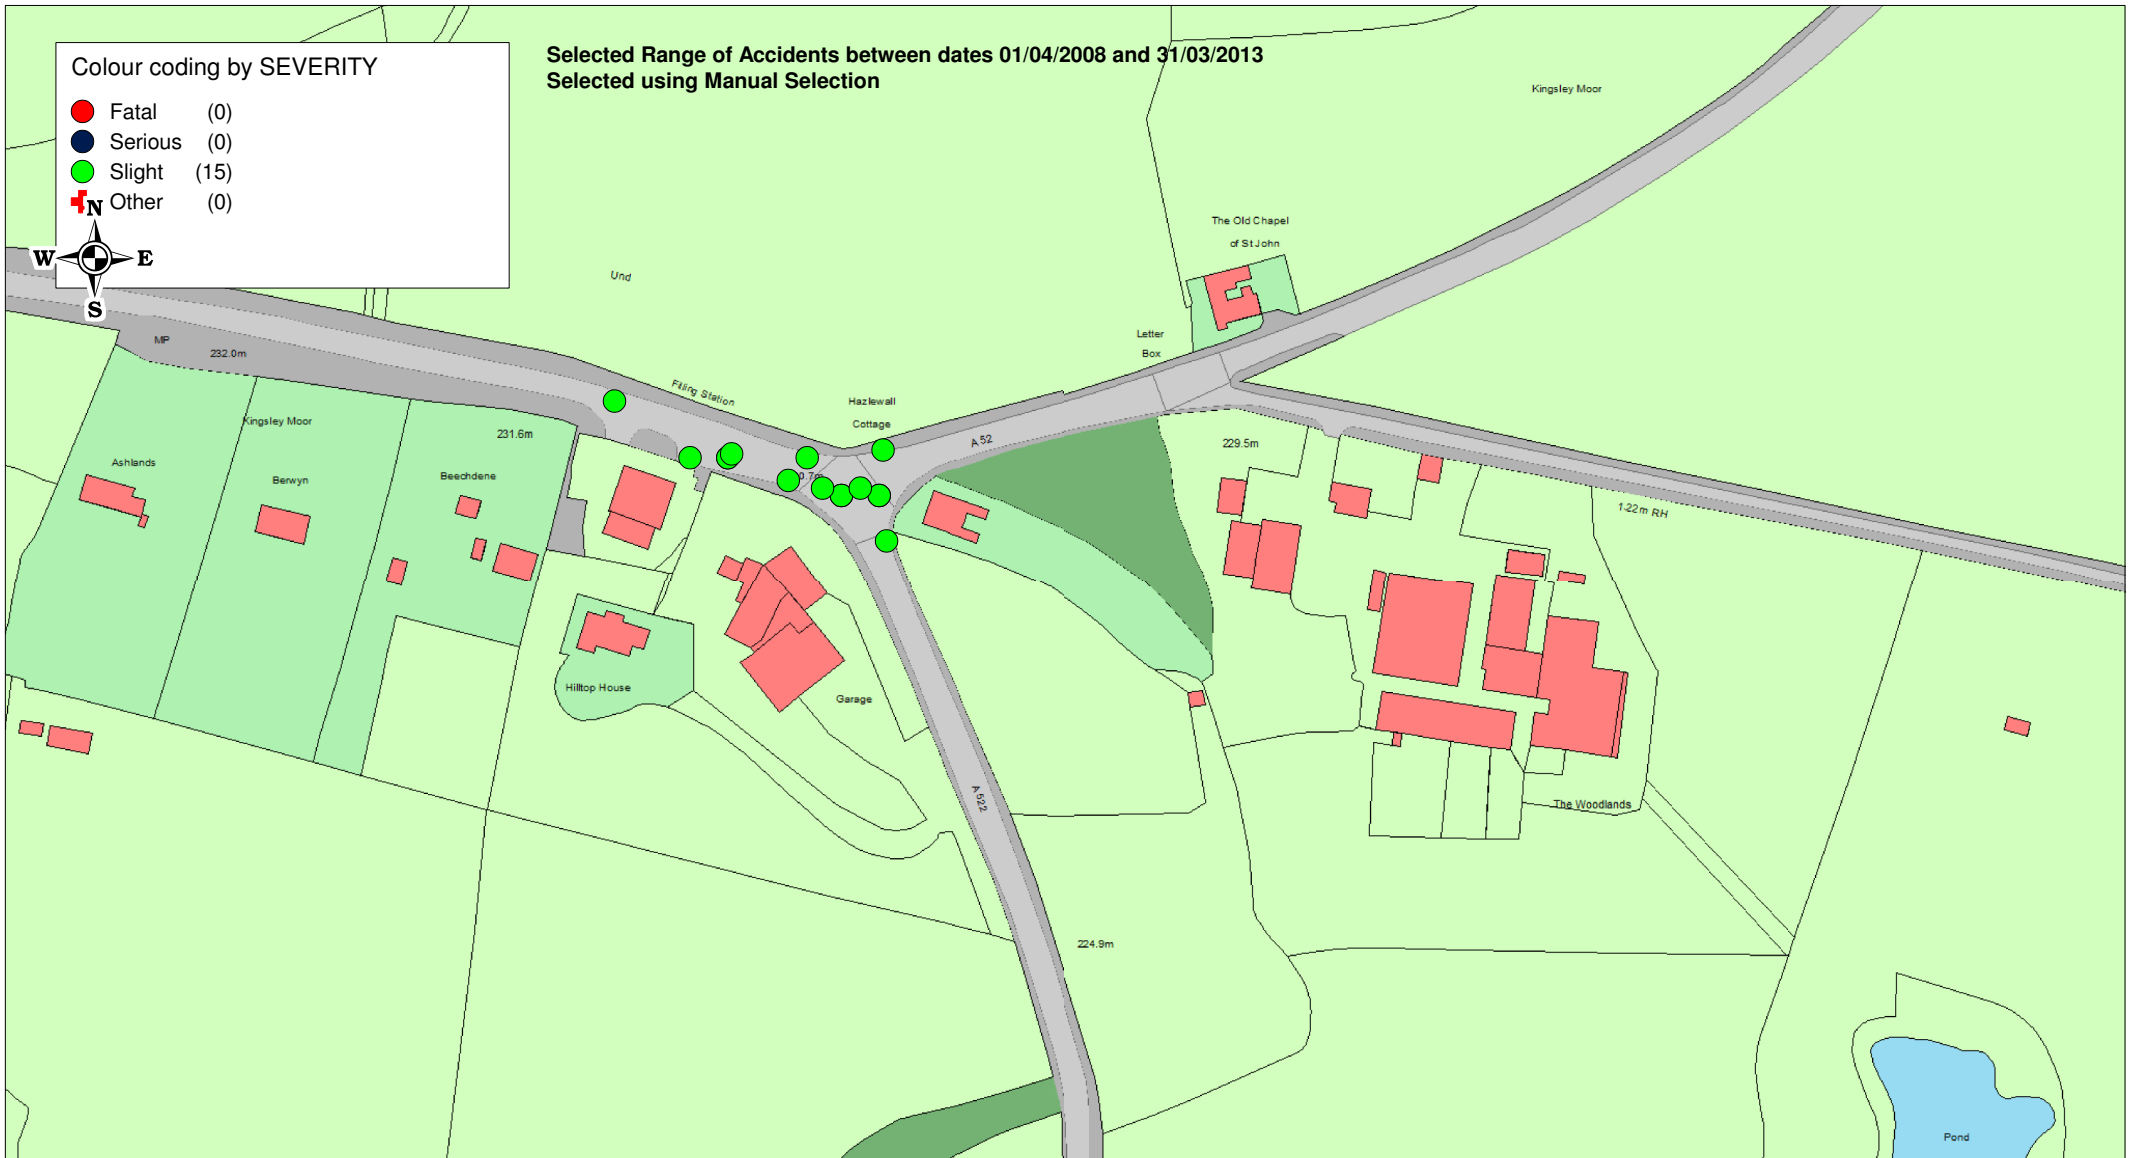 Selected Range of Accidents between dates 01/04/2008 and 31/03/2013
Selected using Manual Selection
Colour coding by SEVERITY
Fatal (0)
Serious (0)
Slight (15)
Other (0)
N
W E
S
Kingsley Moor
The Old Chapel
of St John
Und
Letter
Box
MP
232.0m
Filling Station
Hazlewall
Cottage
Kingsley Moor
231.6m
A 52
229.5m
Ashlands
Berwyn
Beechdene
1.22m RH
Hilltop House
Garage
A 522
The Woodlands
224.9m
Pond